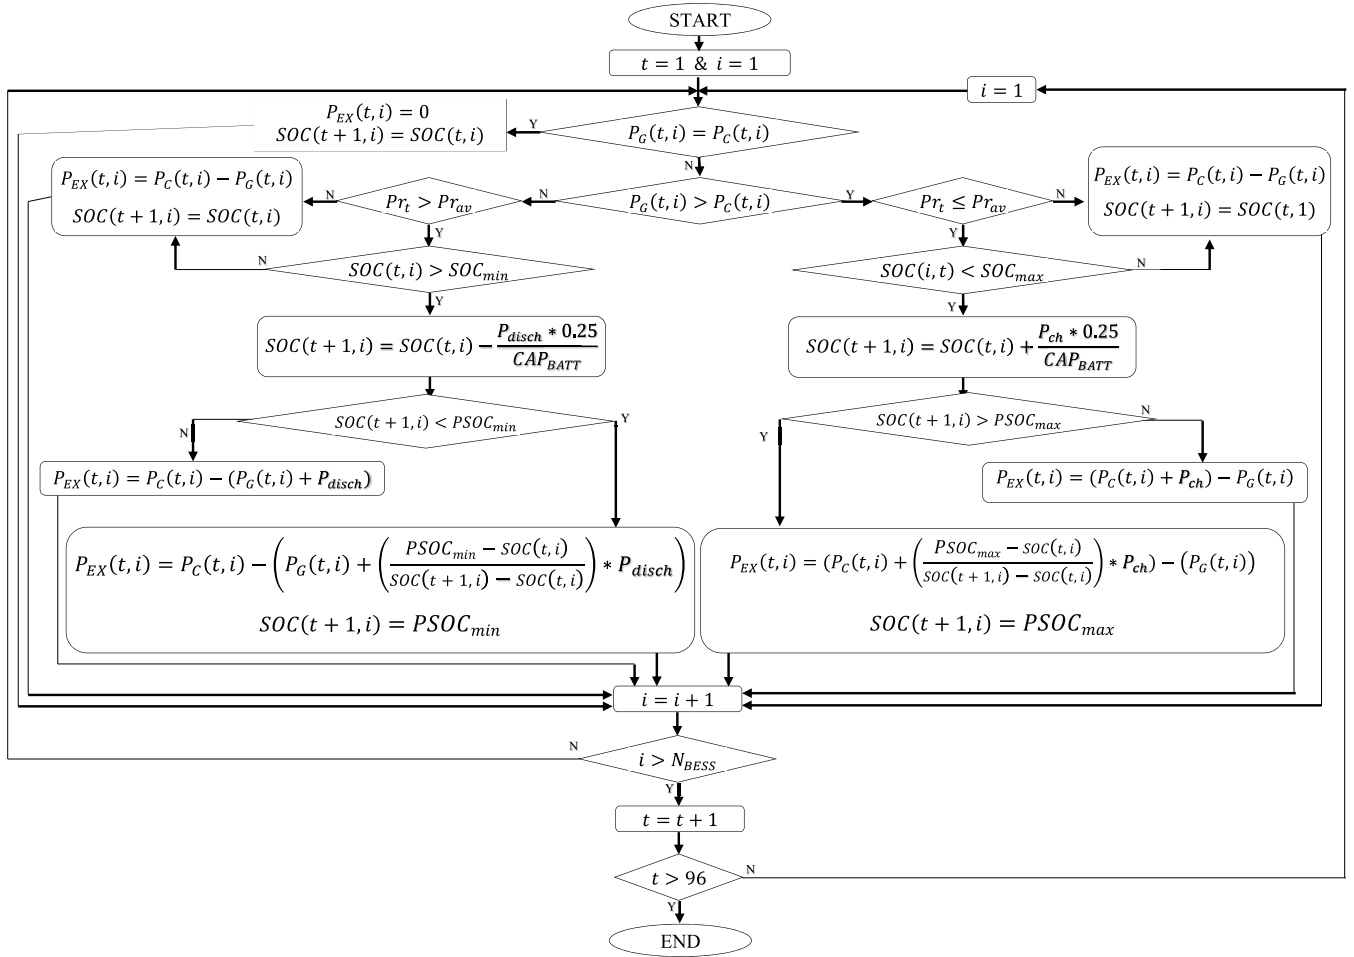 START
t = 1 & i = 1
i = 1
P_EX(t, i) = 0
SOC(t + 1, i) = SOC(t, i)
Y
P_G(t, i) = P_C(t, i)
N
P_EX(t, i) = P_C(t, i) − P_G(t, i)
SOC(t + 1, i) = SOC(t, i)
N
Pr_t > Pr_av
N
P_G(t, i) > P_C(t, i)
Y
Pr_t ≤ Pr_av
N
P_EX(t, i) = P_C(t, i) − P_G(t, i)
SOC(t + 1, i) = SOC(t, 1)
Y
Y
N
SOC(t, i) > SOC_min
SOC(i, t) < SOC_max
N
Y
Y
SOC(t + 1, i) = SOC(t, i) − (P_disch * 0.25)/(CAP_BATT)
SOC(t + 1, i) = SOC(t, i) + (P_ch * 0.25)/(CAP_BATT)
N
SOC(t + 1, i) < PSOC_min
Y
Y
SOC(t + 1, i) > PSOC_max
N
P_EX(t, i) = P_C(t, i) − (P_G(t, i) + P_disch)
P_EX(t, i) = (P_C(t, i) + P_ch) − P_G(t, i)
P_EX(t, i) = P_C(t, i) − (P_G(t, i) + ((PSOC_min − SOC(t, i))/(SOC(t + 1, i) − SOC(t, i))) * P_disch)
SOC(t + 1, i) = PSOC_min
P_EX(t, i) = (P_C(t, i) + ((PSOC_max − SOC(t, i))/(SOC(t + 1, i) − SOC(t, i))) * P_ch) − (P_G(t, i))
SOC(t + 1, i) = PSOC_max
i = i + 1
N
i > N_BESS
Y
t = t + 1
t > 96
N
Y
END